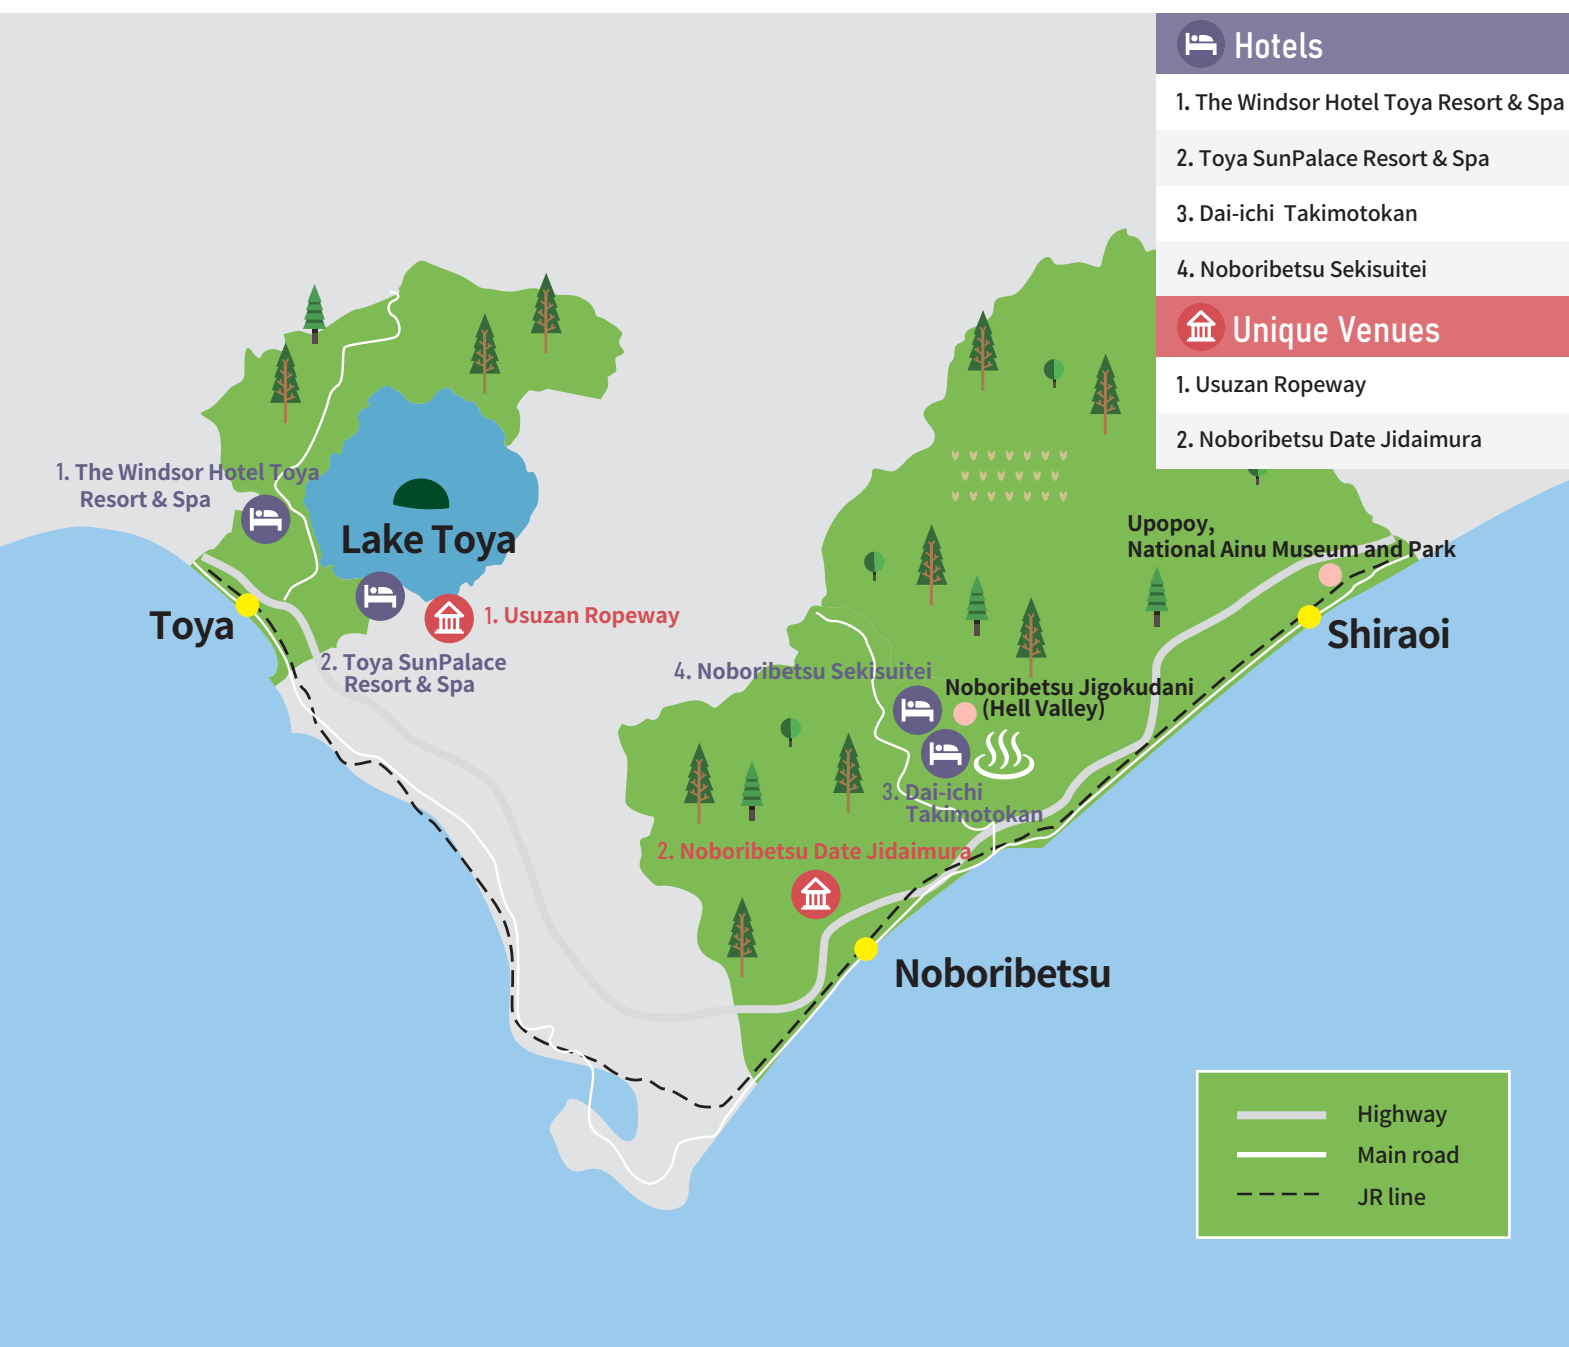 Hotels
1. The Windsor Hotel Toya Resort & Spa
2. Toya SunPalace Resort & Spa
3. Dai-ichi Takimotokan
4. Noboribetsu Sekisuitei
Unique Venues
1. Usuzan Ropeway
2. Noboribetsu Date Jidaimura
1. The Windsor Hotel Toya
Resort & Spa
Lake Toya
Toya
1. Usuzan Ropeway
2. Toya SunPalace
Resort & Spa
Upopoy,
National Ainu Museum and Park
Shiraoi
4. Noboribetsu Sekisuitei
Noboribetsu Jigokudani
(Hell Valley)
3. Dai-ichi
Takimotokan
2. Noboribetsu Date Jidaimura
Noboribetsu
Highway
Main road
JR line